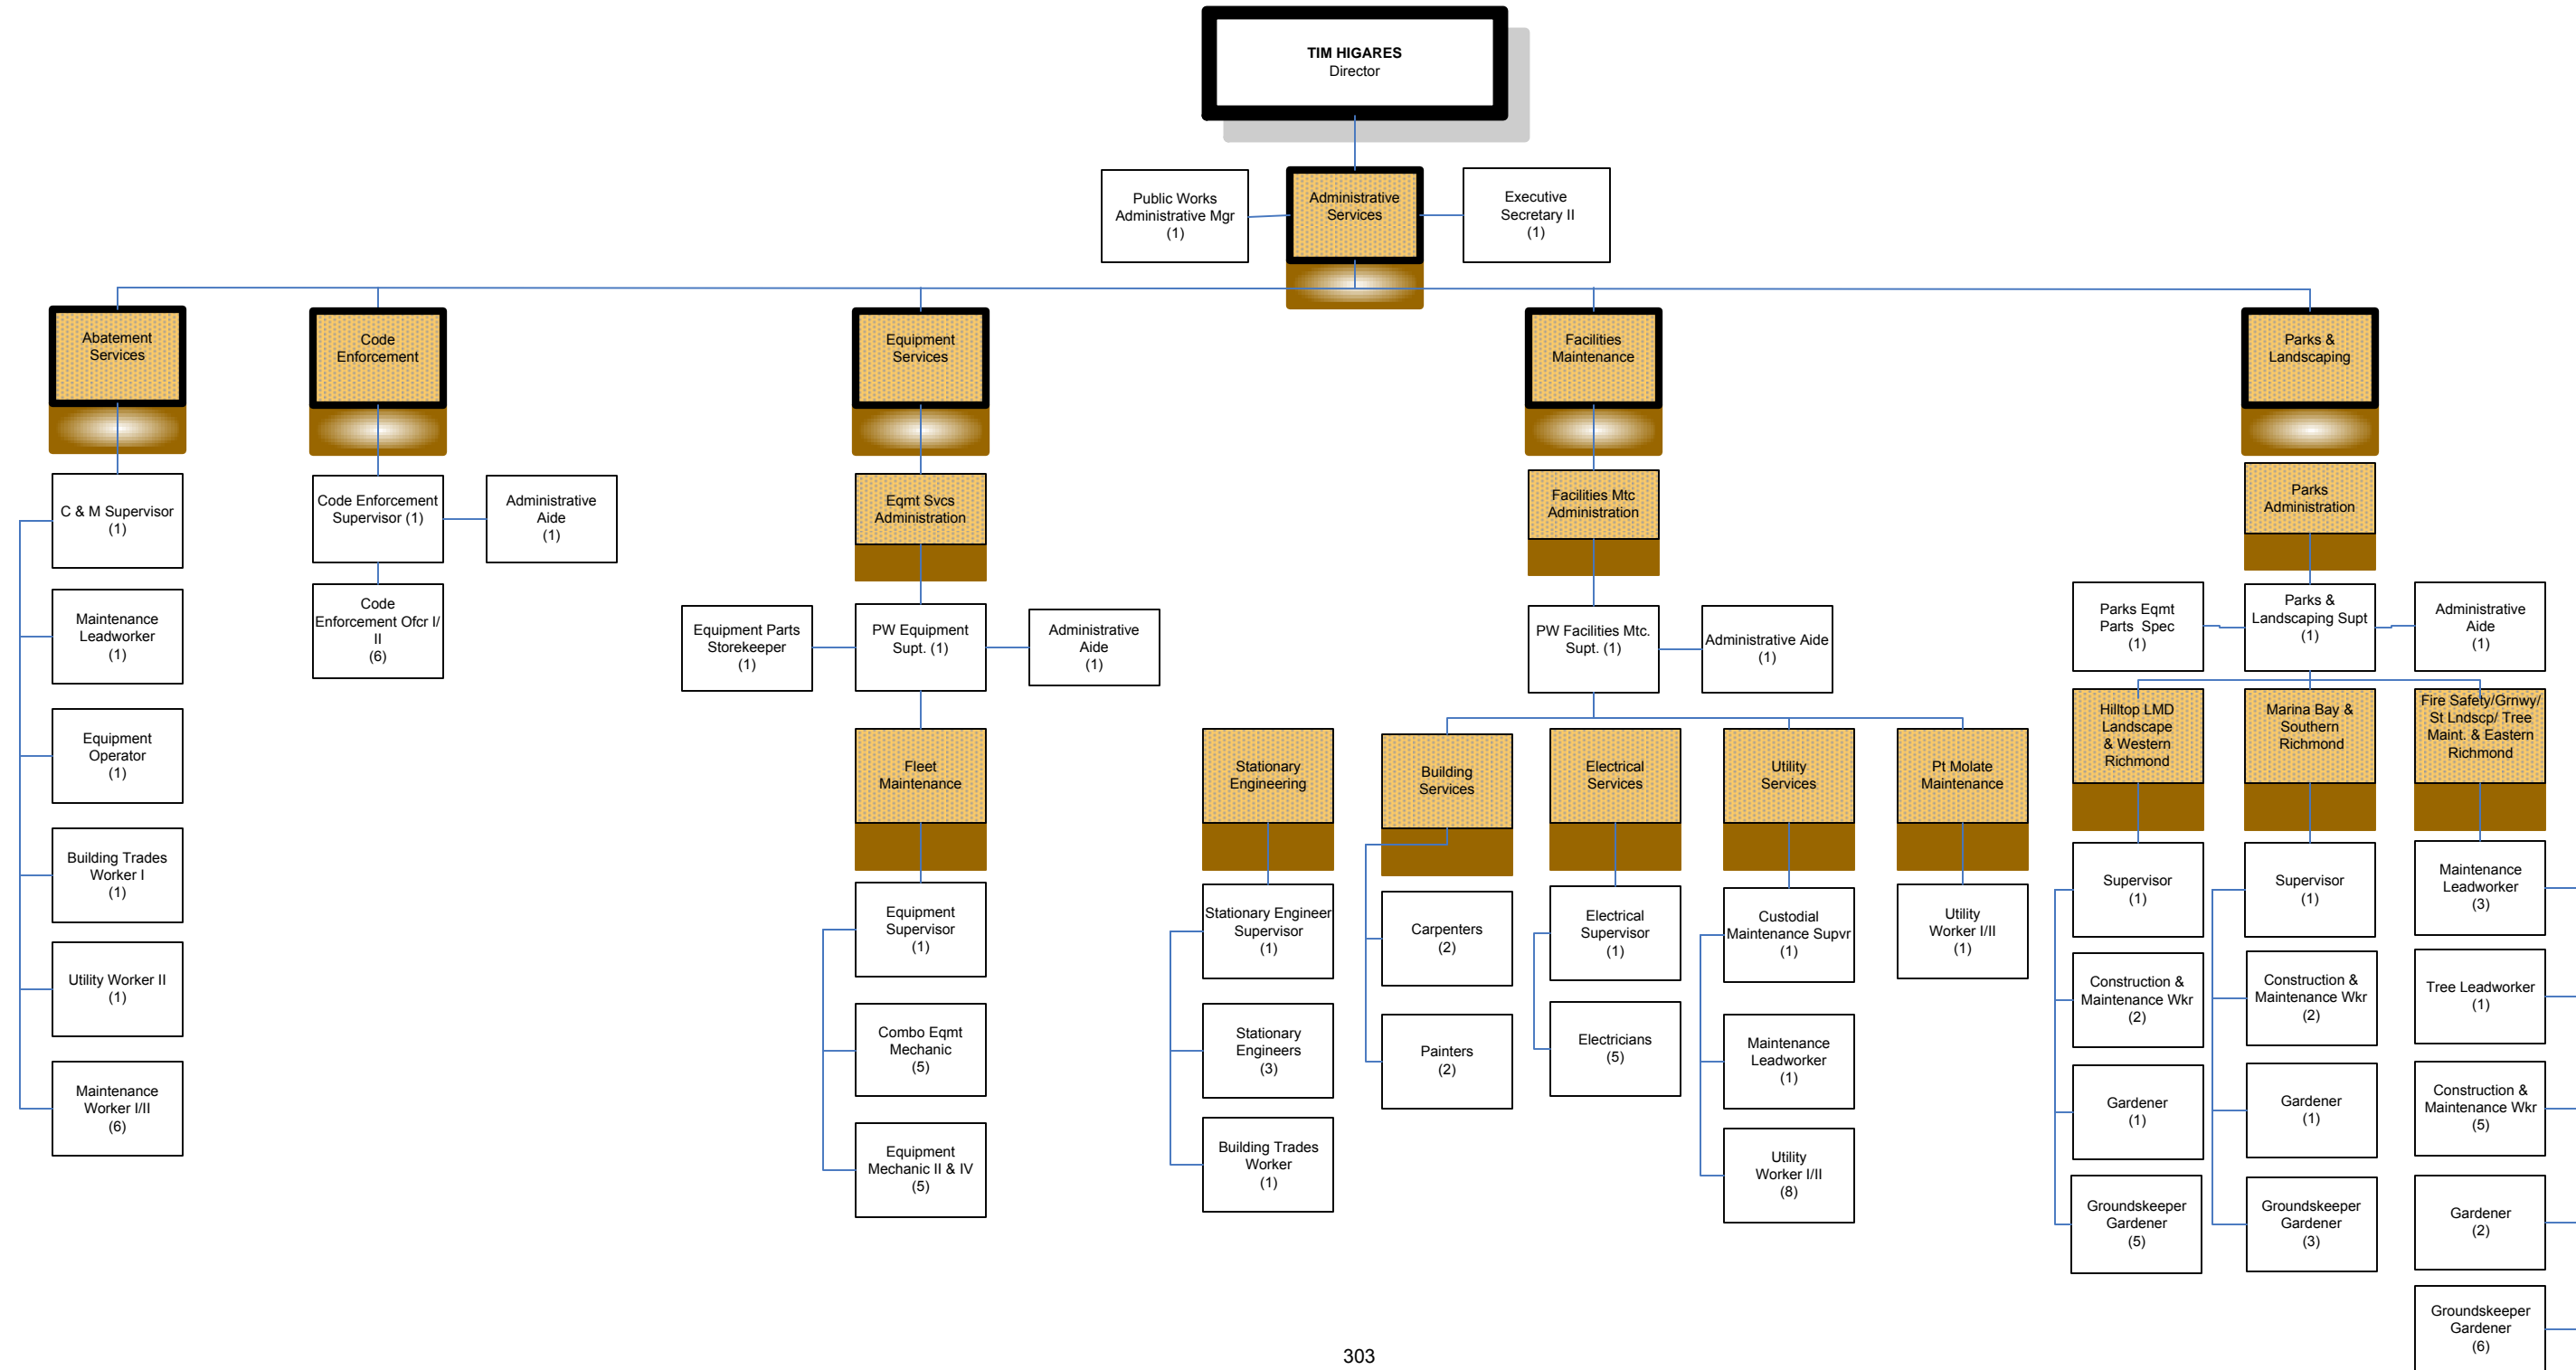 TIM HIGARES
Director
Public Works
Administrative Mgr
(1)
Administrative
Services
Executive
Secretary II
(1)
Abatement
Services
Code
Enforcement
Equipment
Services
Facilities
Maintenance
Parks &
Landscaping
C & M Supervisor
(1)
Maintenance
Leadworker
(1)
Equipment
Operator
(1)
Building Trades
Worker I
(1)
Utility Worker II
(1)
Maintenance
Worker I/II
(6)
Code Enforcement
Supervisor (1)
Administrative
Aide
(1)
Code
Enforcement Ofcr I/
II
(6)
Eqmt Svcs
Administration
Equipment Parts
Storekeeper
(1)
PW Equipment
Supt. (1)
Administrative
Aide
(1)
Fleet
Maintenance
Equipment
Supervisor
(1)
Combo Eqmt
Mechanic
(5)
Equipment
Mechanic II & IV
(5)
Facilities Mtc
Administration
PW Facilities Mtc.
Supt. (1)
Administrative Aide
(1)
Stationary
Engineering
Stationary Engineer
Supervisor
(1)
Stationary
Engineers
(3)
Building Trades
Worker
(1)
Building
Services
Carpenters
(2)
Painters
(2)
Electrical
Services
Electrical
Supervisor
(1)
Electricians
(5)
Utility
Services
Custodial
Maintenance Supvr
(1)
Maintenance
Leadworker
(1)
Utility
Worker I/II
(8)
Pt Molate
Maintenance
Utility
Worker I/II
(1)
Parks
Administration
Parks Eqmt
Parts Spec
(1)
Parks &
Landscaping Supt
(1)
Administrative
Aide
(1)
Hilltop LMD
Landscape
& Western
Richmond
Supervisor
(1)
Construction &
Maintenance Wkr
(2)
Gardener
(1)
Groundskeeper
Gardener
(5)
Marina Bay &
Southern
Richmond
Supervisor
(1)
Construction &
Maintenance Wkr
(2)
Gardener
(1)
Groundskeeper
Gardener
(3)
Fire Safety/Grnwy/
St Lndscp/ Tree
Maint. & Eastern
Richmond
Maintenance
Leadworker
(3)
Tree Leadworker
(1)
Construction &
Maintenance Wkr
(5)
Gardener
(2)
Groundskeeper
Gardener
(6)
303